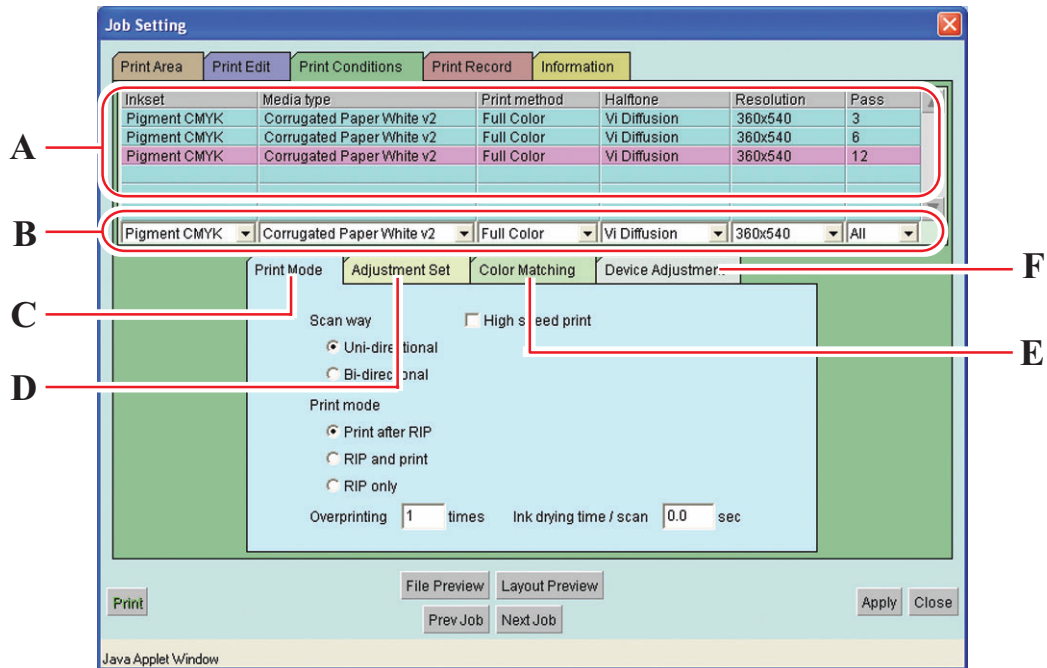 Job Setting
Print Area Print Edit Print Conditions Print Record Information
Inkset Media type Print method Halftone Resolution Pass
Pigment CMYK Corrugated Paper White v2 Full Color Vi Diffusion 360x540 3
Pigment CMYK Corrugated Paper White v2 Full Color Vi Diffusion 360x540 6
Pigment CMYK Corrugated Paper White v2 Full Color Vi Diffusion 360x540 12
A
B
Pigment CMYK Corrugated Paper White v2 Full Color Vi Diffusion 360x540 All
Print Mode Adjustment Set Color Matching Device Adjustment
F
C
Scan way High speed print
Uni-directional
E
Bi-directional
D
Print mode
Print after RIP
RIP and print
RIP only
Overprinting 1 times Ink drying time / scan 0.0 sec
File Preview Layout Preview
Print Apply Close
Prev Job Next Job
Java Applet Window